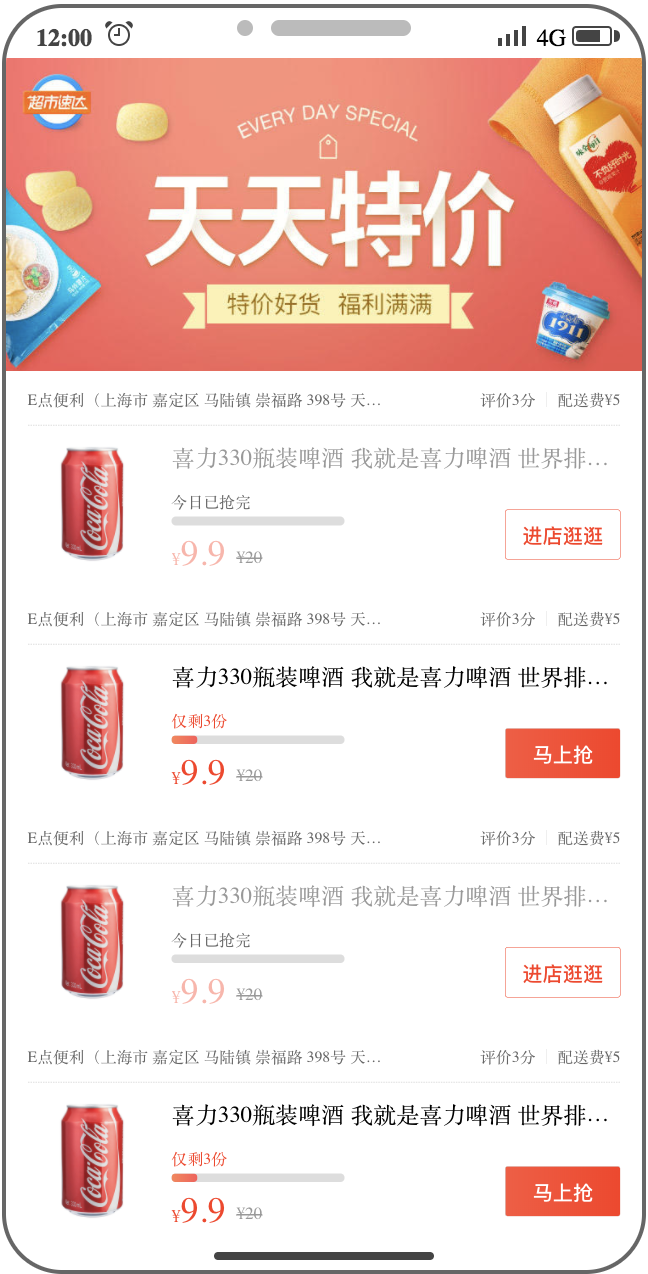 12:00
4G
超市速达
EVERY DAY SPECIAL
天天特价
特价好货 福利满满
不负好时光
1911
E点便利（上海市 嘉定区 马陆镇 崇福路 398号 天… 评价3分 配送费¥5
喜力330瓶装啤酒 我就是喜力啤酒 世界排…
Coca-Cola
今日已抢完
¥9.9 ¥20
进店逛逛
E点便利（上海市 嘉定区 马陆镇 崇福路 398号 天… 评价3分 配送费¥5
喜力330瓶装啤酒 我就是喜力啤酒 世界排…
Coca-Cola
仅剩3份
¥9.9 ¥20
马上抢
E点便利（上海市 嘉定区 马陆镇 崇福路 398号 天… 评价3分 配送费¥5
喜力330瓶装啤酒 我就是喜力啤酒 世界排…
Coca-Cola
今日已抢完
¥9.9 ¥20
进店逛逛
E点便利（上海市 嘉定区 马陆镇 崇福路 398号 天… 评价3分 配送费¥5
喜力330瓶装啤酒 我就是喜力啤酒 世界排…
Coca-Cola
仅剩3份
¥9.9 ¥20
马上抢